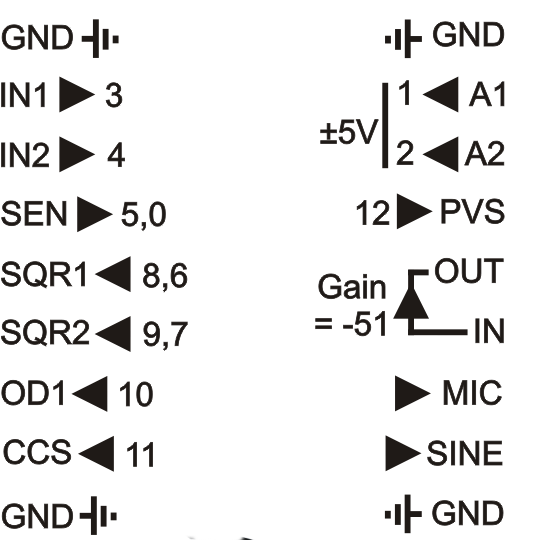 GND GND
IN1 3 1 A1
±5V
IN2 4 2 A2
SEN 5,0 12 PVS
SQR1 8,6 Gain OUT
SQR2 9,7 = -51 IN
OD1 10 MIC
CCS 11 SINE
GND GND